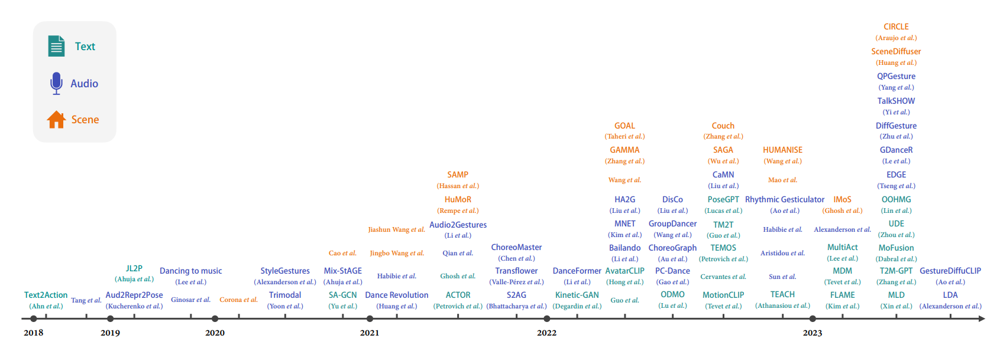 Text
Audio
Scene
Text2Action
(Ahn et al.)
Tang et al.
JL2P
(Ahuja et al.)
Aud2Repr2Pose
(Kucherenko et al.)
Dancing to music
(Lee et al.)
Ginosar et al.
Corona et al.
StyleGestures
(Alexanderson et al.)
Trimodal
(Yoon et al.)
Cao et al.
Mix-StAGE
(Ahuja et al.)
SA-GCN
(Yu et al.)
Jiashun Wang et al.
Jingbo Wang et al.
Habibie et al.
Dance Revolution
(Huang et al.)
SAMP
(Hassan et al.)
HuMoR
(Rempe et al.)
Audio2Gestures
(Li et al.)
Qian et al.
Ghosh et al.
ACTOR
(Petrovich et al.)
ChoreoMaster
(Chen et al.)
Transflower
(Valle-Pérez et al.)
S2AG
(Bhattacharya et al.)
DanceFormer
(Li et al.)
Kinetic-GAN
(Degardin et al.)
GOAL
(Taheri et al.)
GAMMA
(Zhang et al.)
Wang et al.
HA2G
(Liu et al.)
MNET
(Kim et al.)
Bailando
(Li et al.)
AvatarCLIP
(Hong et al.)
Guo et al.
DisCo
(Liu et al.)
GroupDancer
(Wang et al.)
ChoreoGraph
(Au et al.)
PC-Dance
(Gao et al.)
ODMO
(Lu et al.)
Couch
(Zhang et al.)
SAGA
(Wu et al.)
CaMN
(Liu et al.)
PoseGPT
(Lucas et al.)
TM2T
(Guo et al.)
TEMOS
(Petrovich et al.)
Cervantes et al.
MotionCLIP
(Tevet et al.)
HUMANISE
(Wang et al.)
Mao et al.
Rhythmic Gesticulator
(Ao et al.)
Habibie et al.
Aristidou et al.
Sun et al.
TEACH
(Athanasiou et al.)
IMoS
(Ghosh et al.)
Alexanderson et al.
MultiAct
(Lee et al.)
MDM
(Tevet et al.)
FLAME
(Kim et al.)
CIRCLE
(Araujo et al.)
SceneDiffuser
(Huang et al.)
QPGesture
(Yang et al.)
TalkSHOW
(Yi et al.)
DiffGesture
(Zhu et al.)
GDanceR
(Le et al.)
EDGE
(Tseng et al.)
OOHMG
(Lin et al.)
UDE
(Zhou et al.)
MoFusion
(Dabral et al.)
T2M-GPT
(Zhang et al.)
MLD
(Xin et al.)
GestureDiffuCLIP
(Ao et al.)
LDA
(Alexanderson et al.)
2018
2019
2020
2021
2022
2023